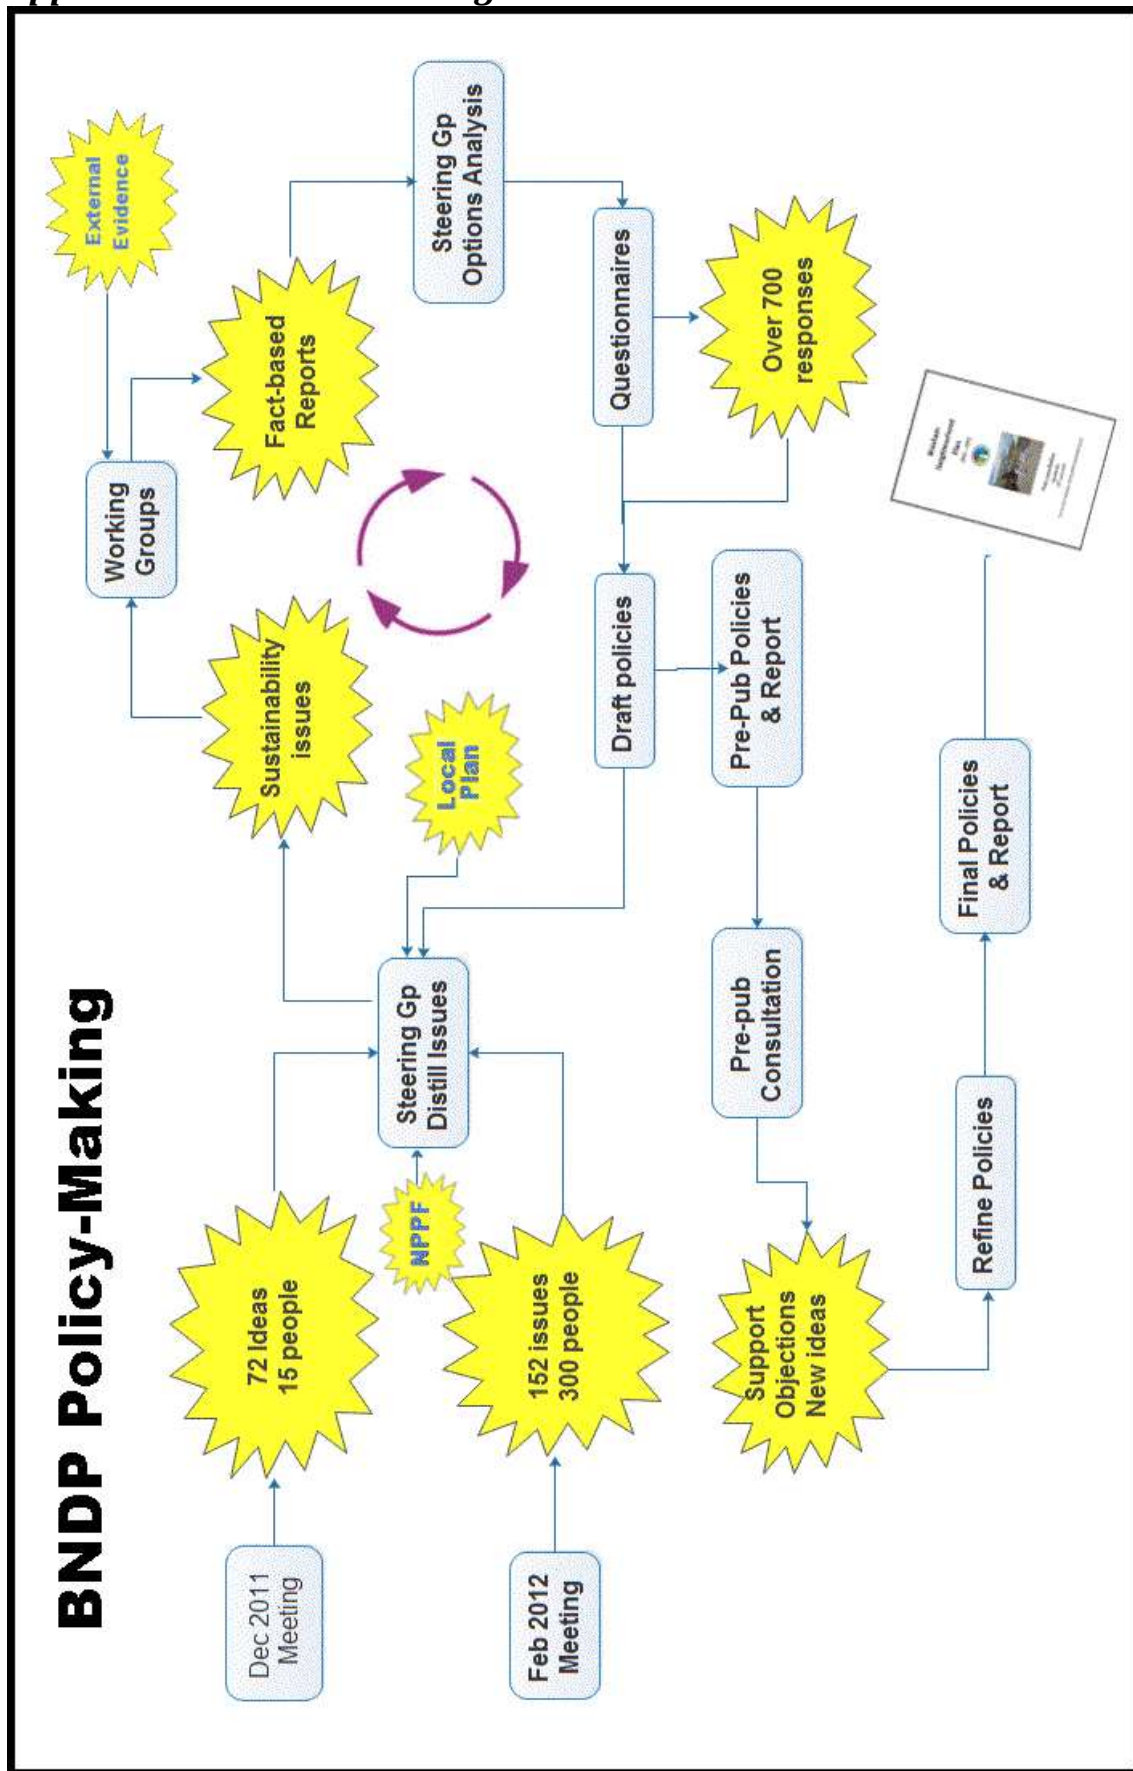 BNDP Policy-Making
Dec 2011
Meeting
72 Ideas
15 people
Feb 2012
Meeting
152 issues
300 people
NPPF
Steering Gp
Distill Issues
Local
Plan
Sustainability
issues
Working
Groups
External
Evidence
Fact-based
Reports
Steering Gp
Options Analysis
Questionnaires
Over 700
responses
Draft policies
Pre-Pub Policies
& Report
Pre-pub
Consultation
Support
Objections
New ideas
Refine Policies
Final Policies
& Report
Neighbourhood
Plan